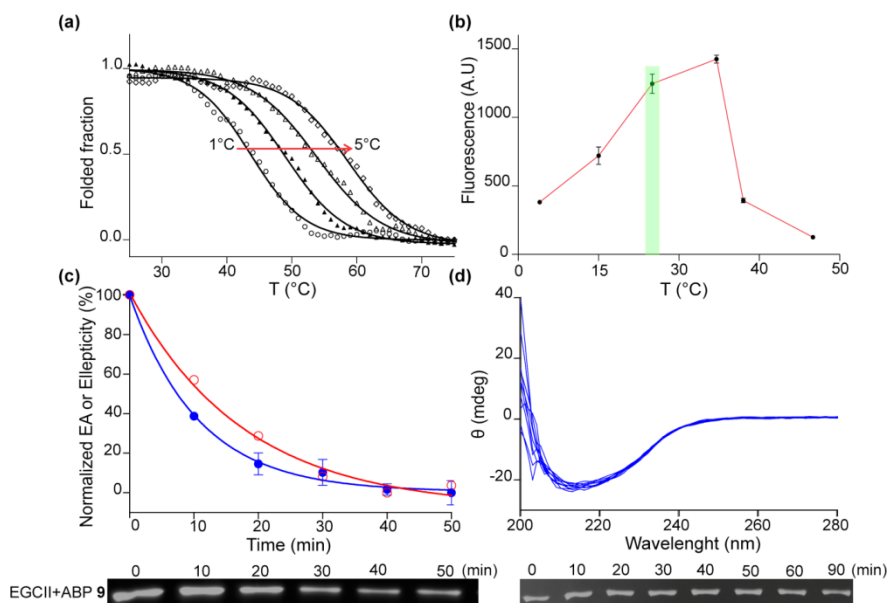 (a)
Folded fraction
1.0
0.5
0.0
1°C
5°C
30 40 50 60 70
T (°C)
(b)
Fluorescence (A.U)
1500
1000
500
0
0 15 30 40 50
T (°C)
(c)
Normalized EA or Ellepticity (%)
100
80
60
40
20
0
0 10 20 30 40 50
Time (min)
(d)
θ (mdeg)
40
20
0
-20
200 220 240 260 280
Wavelenght (nm)
0 10 20 30 40 50 (min)
EGCII+ABP 9
0 10 20 30 40 50 60 90 (min)